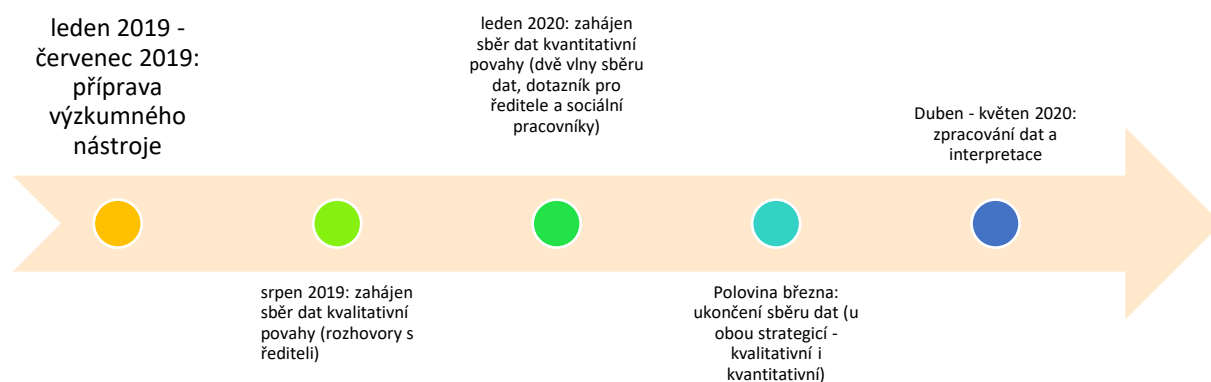 leden 2019 -
červenec 2019:
příprava
výzkumného
nástroje
srpen 2019: zahájen
sběr dat kvalitativní
povahy (rozhovory s
řediteli)
leden 2020: zahájen
sběr dat kvantitativní
povahy (dvě vlny sběru
dat, dotazník pro
ředitele a sociální
pracovníky)
Polovina března:
ukončení sběru dat (u
obou strategicí -
kvalitativní i
kvantitativní)
Duben - květen 2020:
zpracování dat a
interpretace